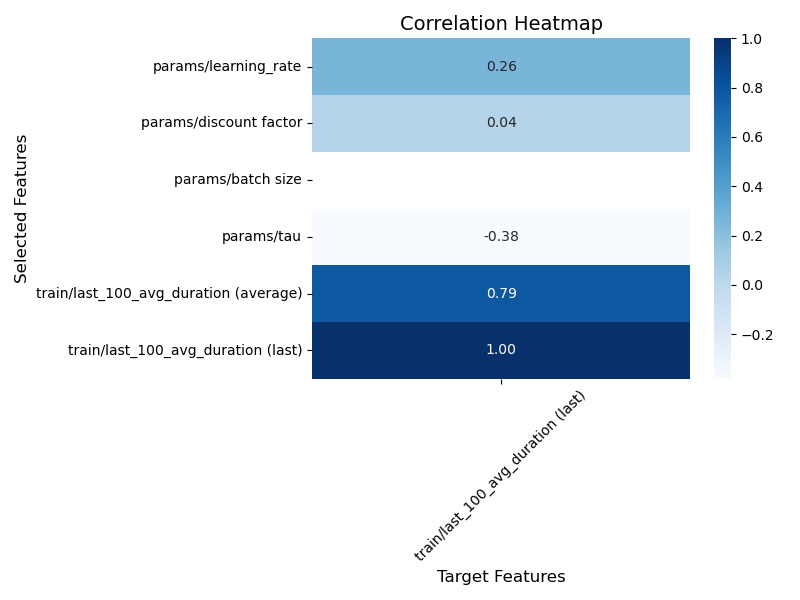 Correlation Heatmap
Selected Features
params/learning_rate
0.26
params/discount factor
0.04
params/batch size
params/tau
-0.38
train/last_100_avg_duration (average)
0.79
train/last_100_avg_duration (last)
1.00
1.0
0.8
0.6
0.4
0.2
0.0
−0.2
train/last_100_avg_duration (last)
Target Features